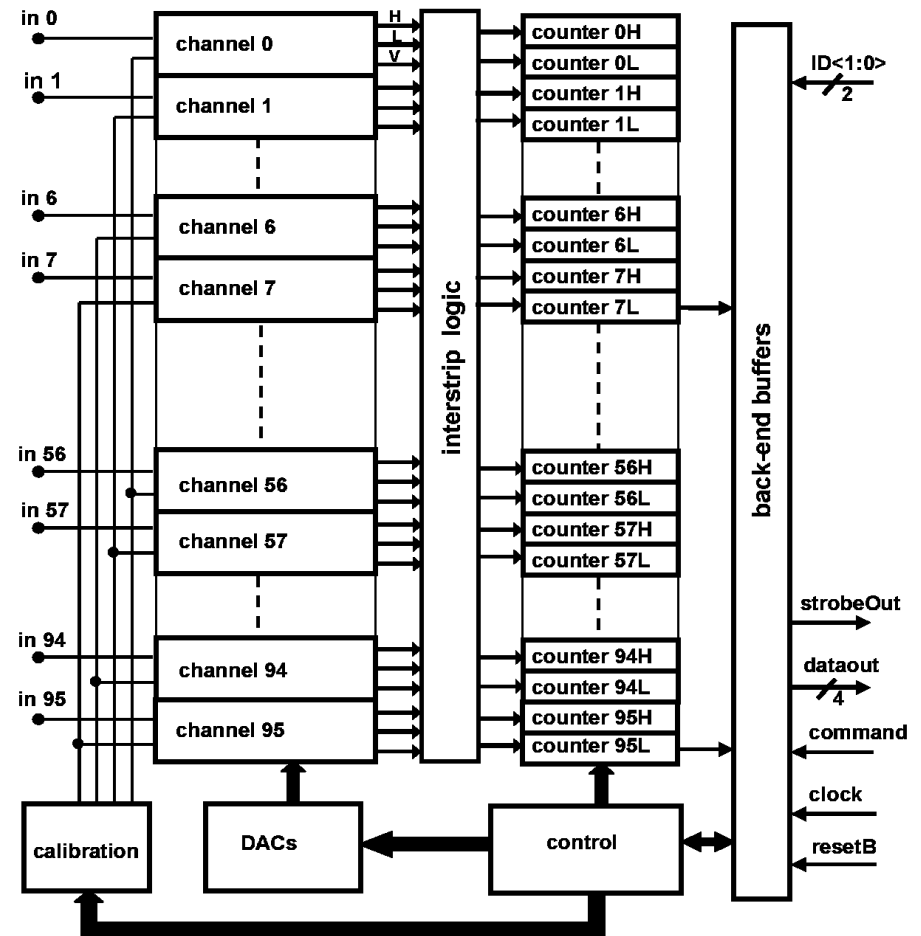 in 0
in 1
in 6
in 7
in 56
in 57
in 94
in 95
channel 0
channel 1
channel 6
channel 7
channel 56
channel 57
channel 94
channel 95
H
L
V
interstrip logic
counter 0H
counter 0L
counter 1H
counter 1L
counter 6H
counter 6L
counter 7H
counter 7L
counter 56H
counter 56L
counter 57H
counter 57L
counter 94H
counter 94L
counter 95H
counter 95L
back-end buffers
ID<1:0>
2
strobeOut
dataout
4
command
clock
resetB
calibration
DACs
control